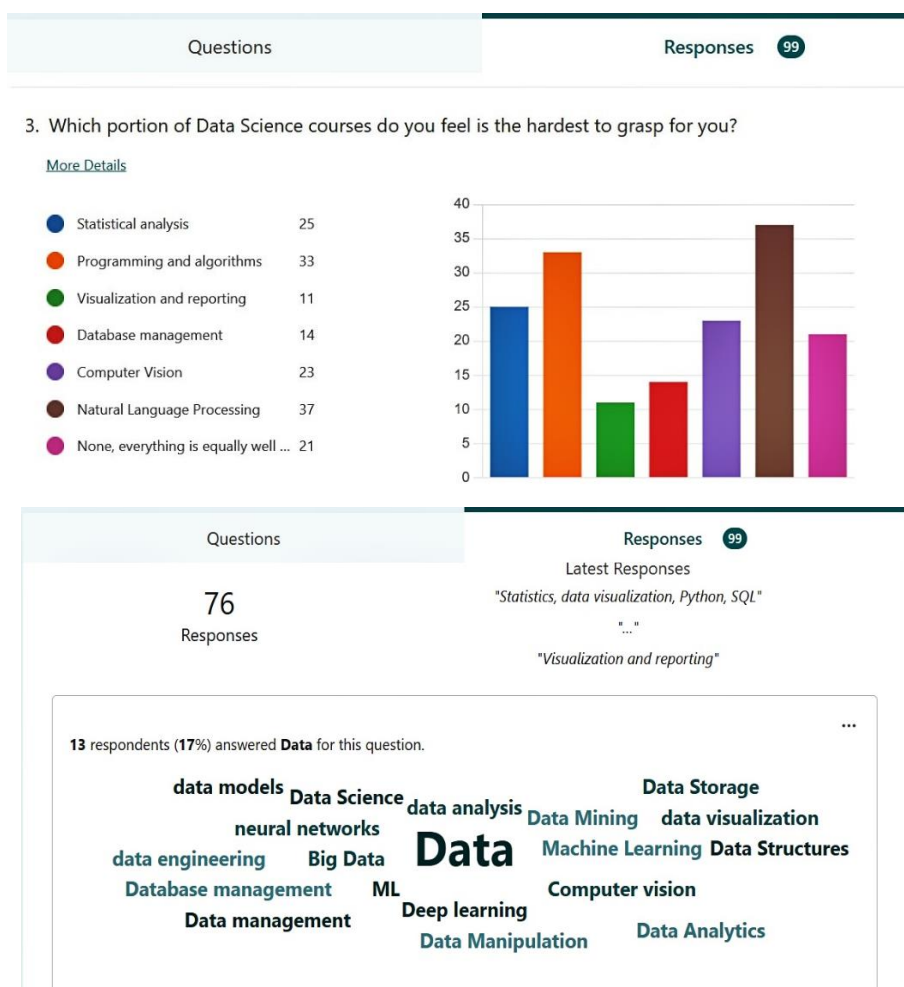 Questions
Responses 99
3. Which portion of Data Science courses do you feel is the hardest to grasp for you?
More Details
Statistical analysis 25
Programming and algorithms 33
Visualization and reporting 11
Database management 14
Computer Vision 23
Natural Language Processing 37
None, everything is equally well ... 21
40
35
30
25
20
15
10
5
0
Questions
Responses 99
76
Responses
Latest Responses
"Statistics, data visualization, Python, SQL"
"..."
"Visualization and reporting"
...
13 respondents (17%) answered Data for this question.
data models Data Science data analysis Data Storage
neural networks Data Mining data visualization
data engineering Big Data Data Machine Learning Data Structures
Database management ML Computer vision
Data management Deep learning
Data Manipulation Data Analytics